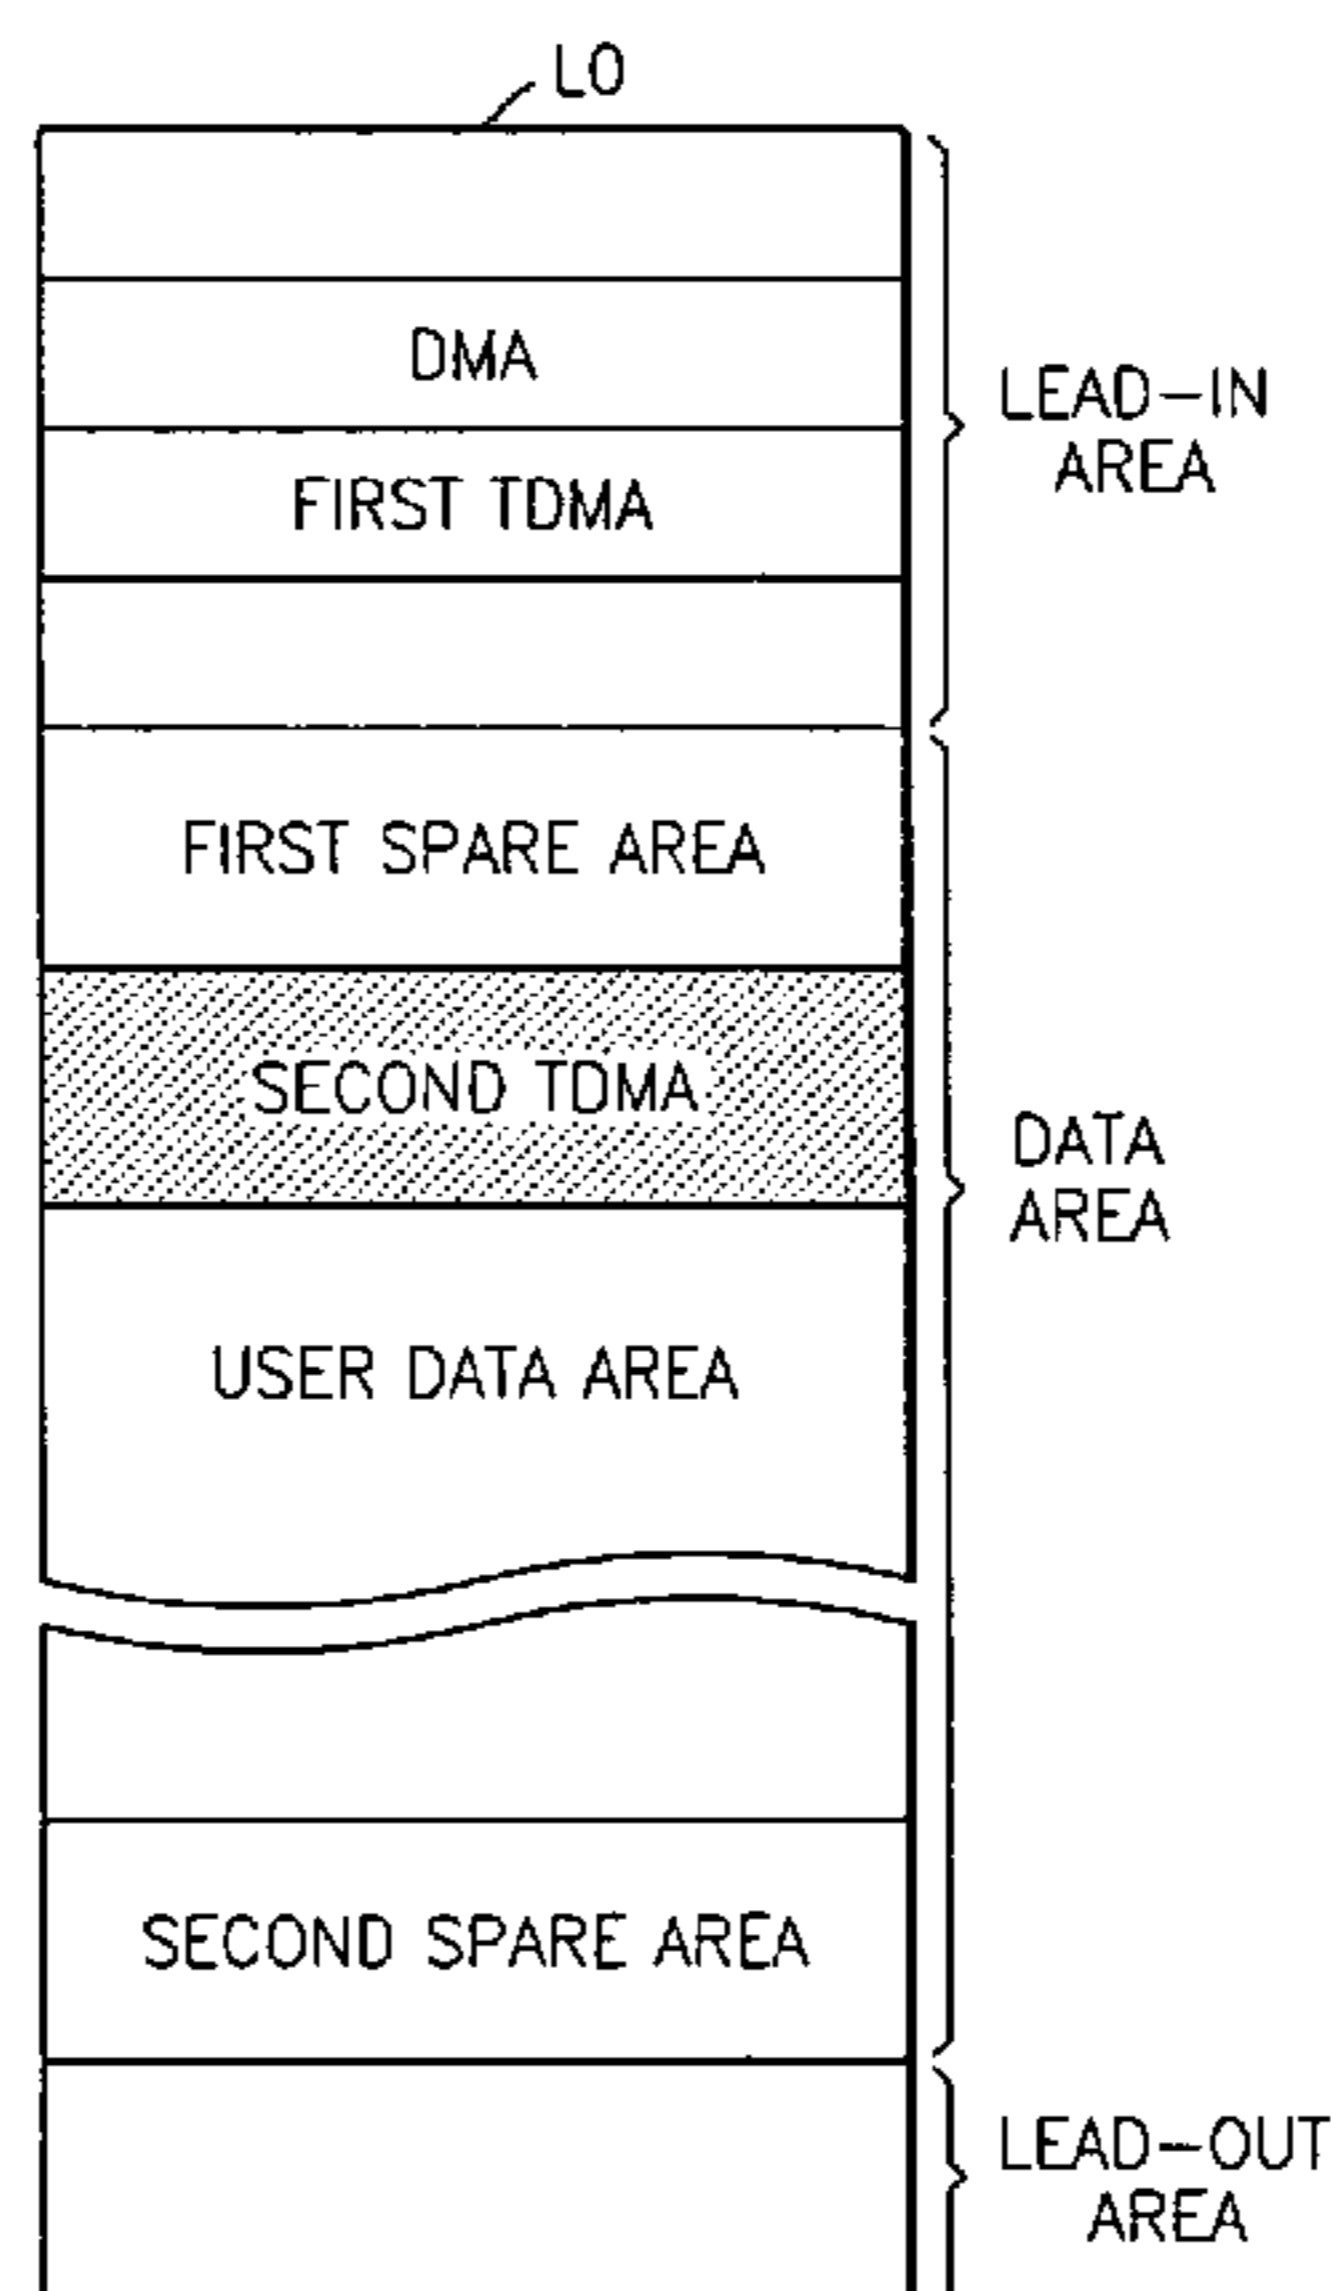 L0
DMA
LEAD-IN
AREA
FIRST TDMA
FIRST SPARE AREA
SECOND TDMA
DATA
AREA
USER DATA AREA
SECOND SPARE AREA
LEAD-OUT
AREA